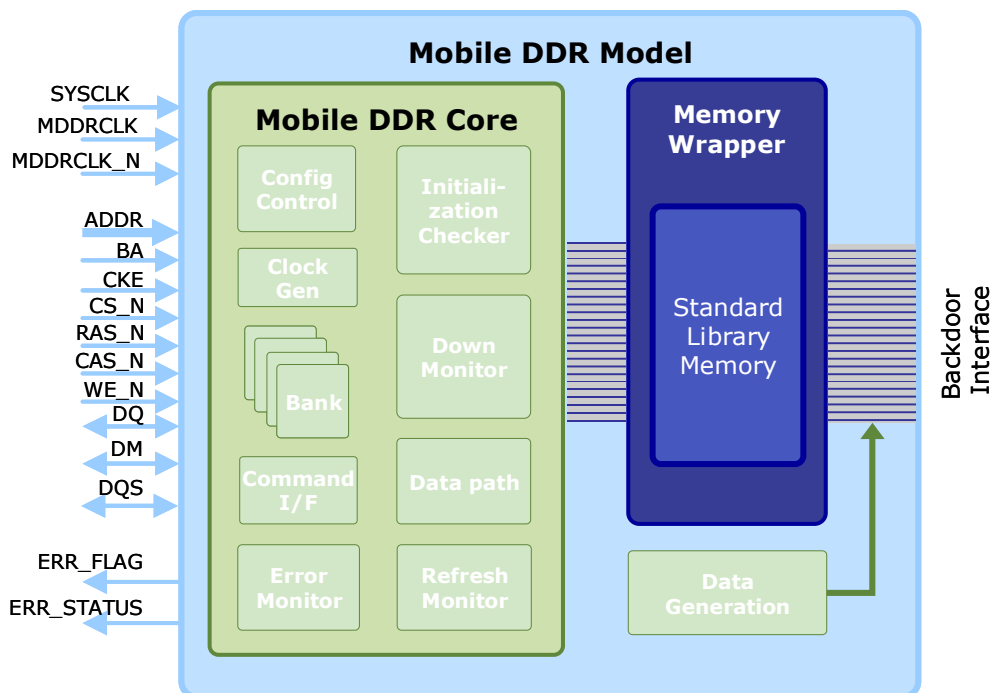 Mobile DDR Model
SYSCLK
MDDRCLK
MDDRCLK_N
ADDR
BA
CKE
CS_N
RAS_N
CAS_N
WE_N
DQ
DM
DQS
ERR_FLAG
ERR_STATUS
Mobile DDR Core
Config
Control
Clock
Gen
Bank
Command
I/F
Error
Monitor
Initiali-
zation
Checker
Down
Monitor
Data path
Refresh
Monitor
Memory
Wrapper
Standard
Library
Memory
Data
Generation
Backdoor
Interface